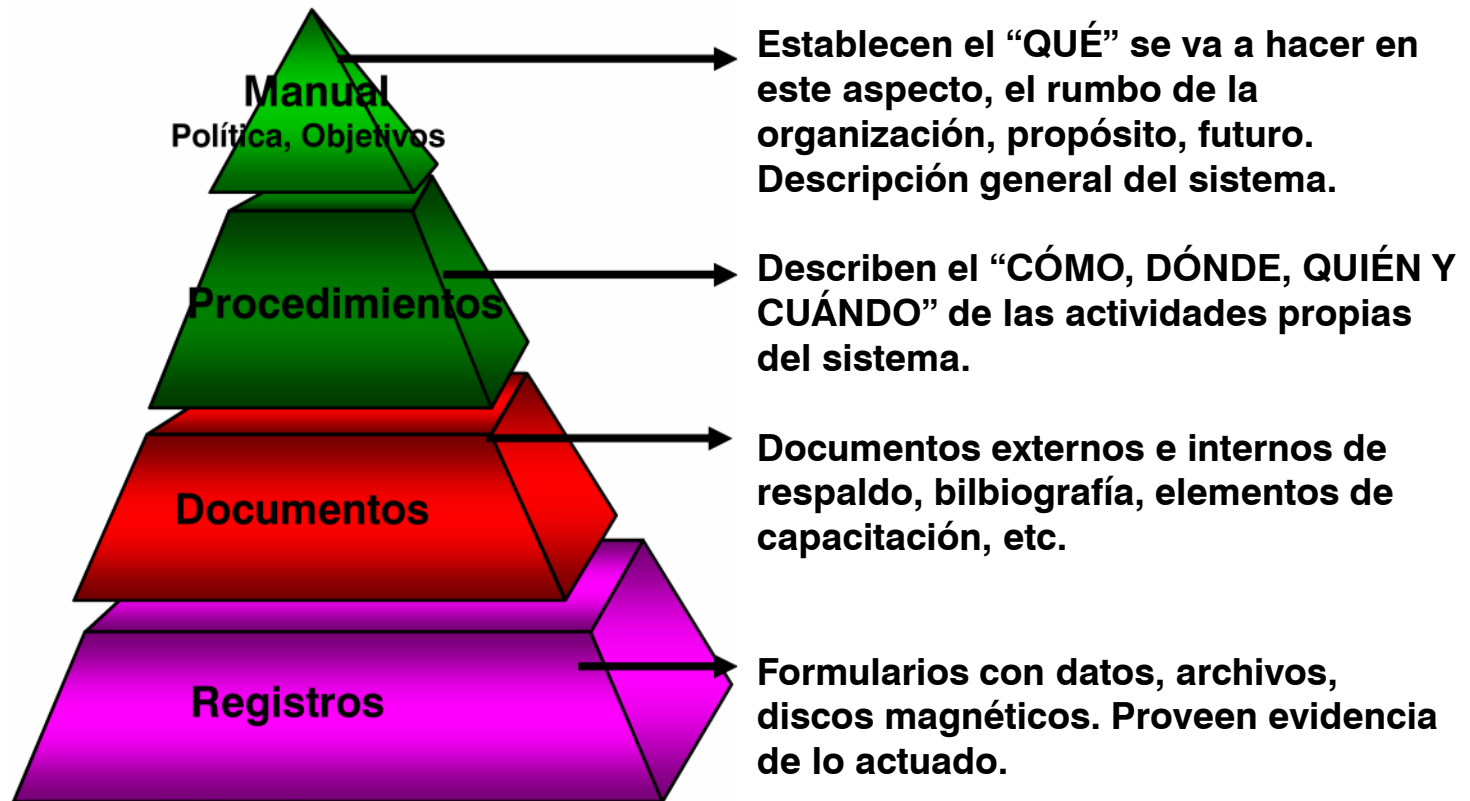 Manual
Política, Objetivos
Establecen el “QUÉ” se va a hacer en
este aspecto, el rumbo de la
organización, propósito, futuro.
Descripción general del sistema.
Procedimientos
Describen el “CÓMO, DÓNDE, QUIÉN Y
CUÁNDO” de las actividades propias
del sistema.
Documentos
Documentos externos e internos de
respaldo, bilbiografía, elementos de
capacitación, etc.
Registros
Formularios con datos, archivos,
discos magnéticos. Proveen evidencia
de lo actuado.